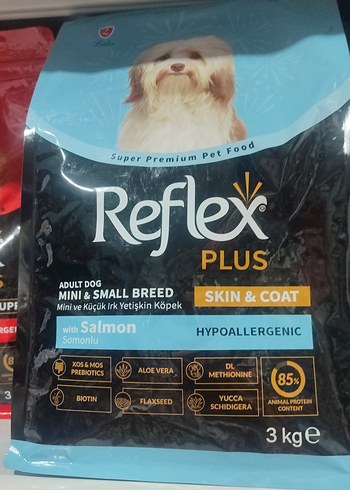 Super Premium Pet Food
Reflex®
PLUS
ADULT DOG
MINI & SMALL BREED
Mini ve Küçük Irk Yetişkin Köpek
SKIN & COAT
with Salmon
Somonlu
HYPOALLERGENIC
XOS & MOS
PREBIOTICS
ALOE VERA
DL
METHIONINE
BIOTIN
FLAXSEED
YUCCA
SCHIDIGERA
85%
ANIMAL PROTEIN
CONTENT
3 kg℮